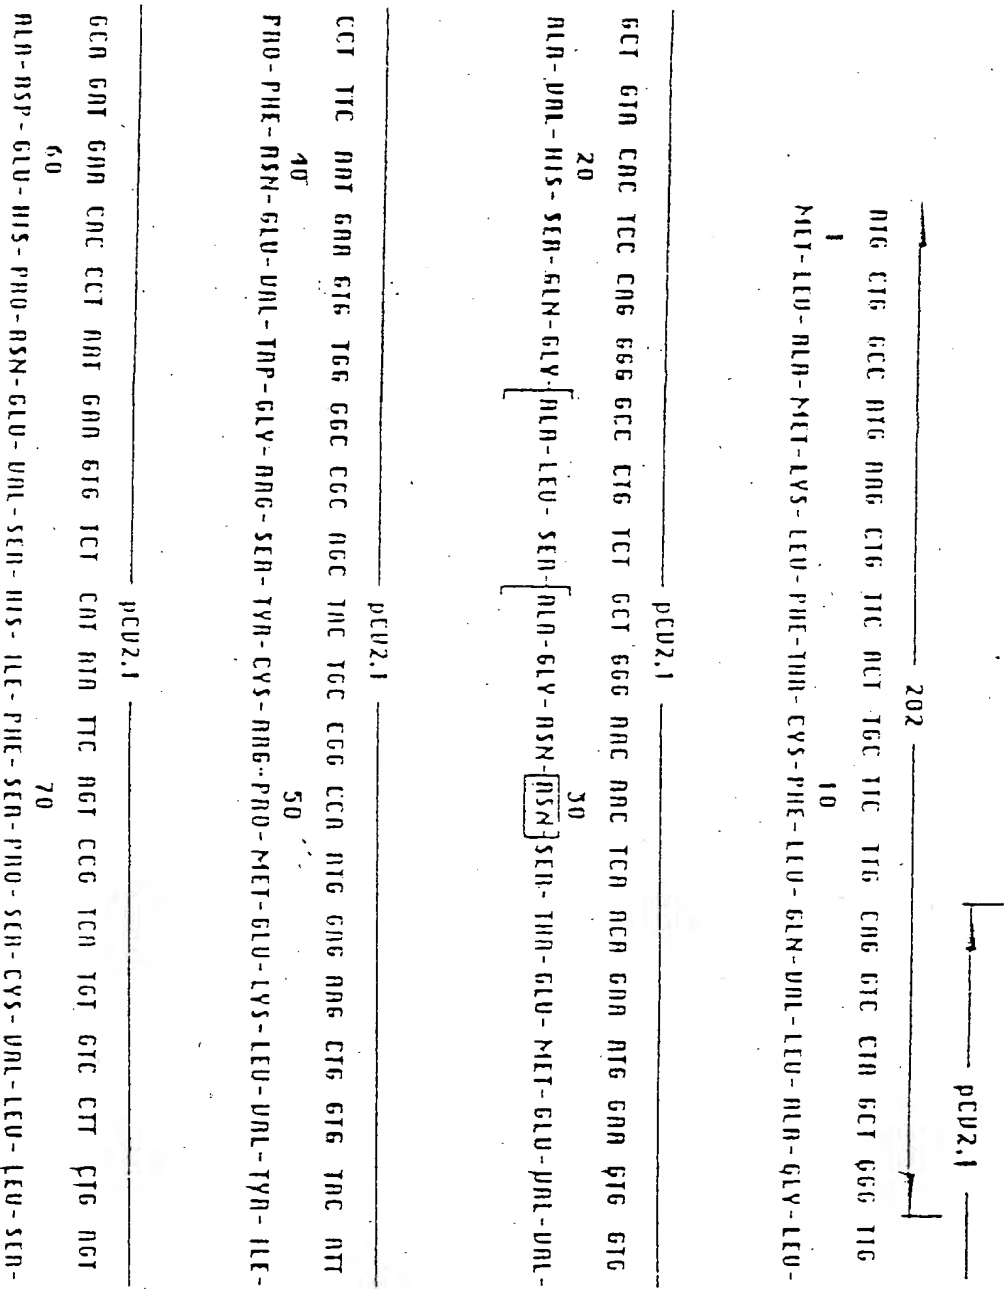 pCV2.1
202
ATG CTG GCC ATG AAG CTG TTC ACT TGC TTC TTG CAG GTC CTA GCT GGG TTG
1 10
MET-LEU-ALA-MET-LYS-LEU-PHE-THR-CYS-PHE-LEU-GLN-VAL-LEU-ALA-GLY-LEU-
pCV2.1
GCT GTA CAC TCC CAG GGG GCC CTG TCT GCT GGG AAC AAC TCA ACA GAA ATG GAA GTG GTG
20 30
ALA-VAL-HIS-SER-GLN-GLY-ALA-LEU-SER-ALA-GLY-ASN-ASN-SER-THR-GLU-MET-GLU-VAL-VAL-
pCV2.1
CCT TTC AAT GAA GTG TGG GGC CGC AGC TAC TGC CGG CCA ATG GAG AAG CTG GTG TAC ATT
40 50
PRO-PHE-ASN-GLU-VAL-TRP-GLY-ARG-SER-TYR-CYS-ARG-PRO-MET-GLU-LYS-LEU-VAL-TYR-ILE-
pCV2.1
GCA GAT GAA CAC CCT AAT GAA GTG TCT CAT ATA TTC AGT CCG TCA TGT GTC CTT CTG AGT
60 70
ALA-ASP-GLU-HIS-PRO-ASN-GLU-VAL-SER-HIS-ILE-PHE-SER-PRO-SER-CYS-VAL-LEU-LEU-SER-